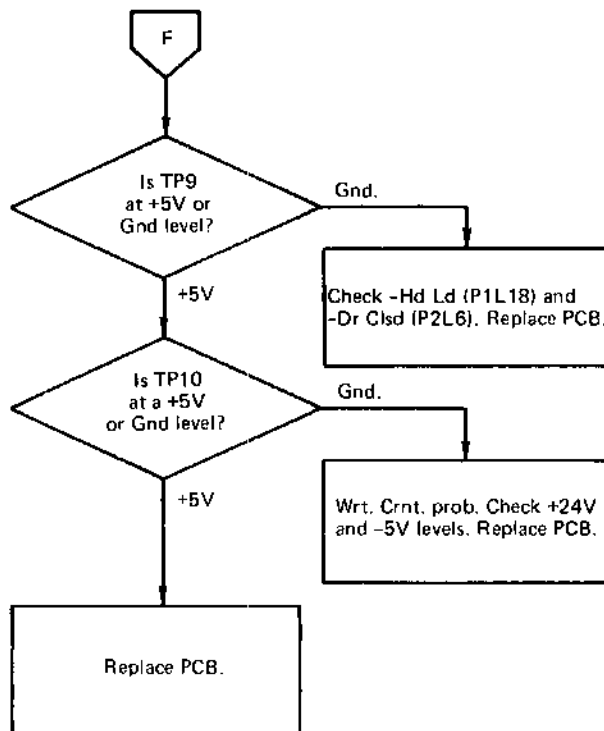 F
Is TP9
at +5V or
Gnd level?
Gnd.
+5V
Check -Hd Ld (P1L18) and
-Dr Clsd (P2L6). Replace PCB.
Is TP10
at a +5V
or Gnd level?
Gnd.
+5V
Wrt. Crnt. prob. Check +24V
and -5V levels. Replace PCB.
Replace PCB.